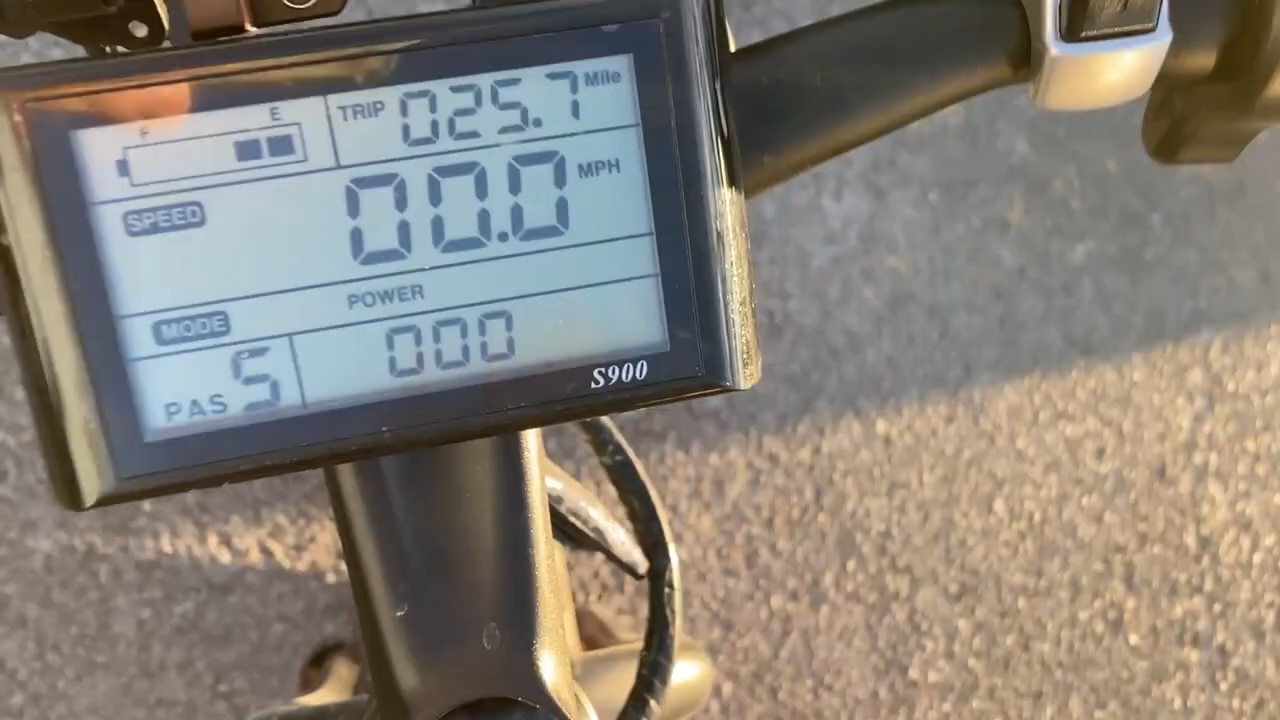 F E
TRIP 025.7 Mile
SPEED 00.0 MPH
MODE POWER
PAS 5 000
S900